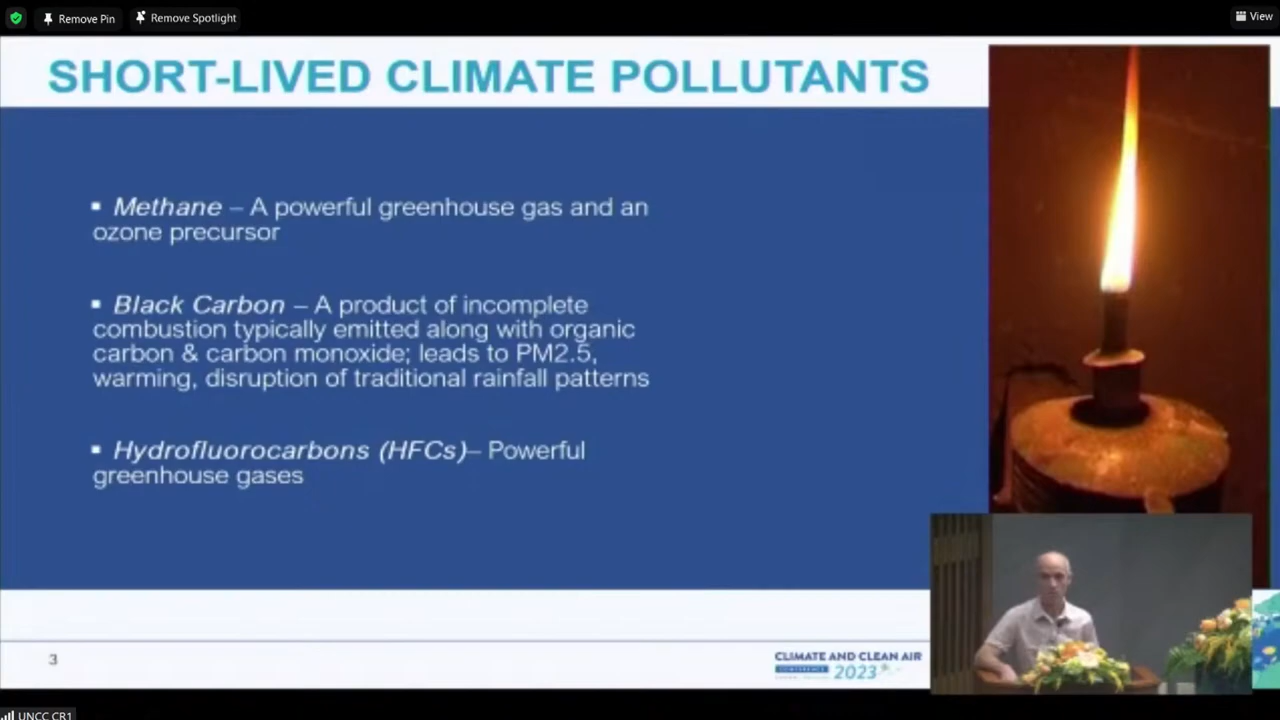 Remove Pin
Remove Spotlight
View
SHORT-LIVED CLIMATE POLLUTANTS
▪ Methane – A powerful greenhouse gas and an
ozone precursor
▪ Black Carbon – A product of incomplete
combustion typically emitted along with organic
carbon & carbon monoxide; leads to PM2.5,
warming, disruption of traditional rainfall patterns
▪ Hydrofluorocarbons (HFCs)– Powerful
greenhouse gases
3
CLIMATE AND CLEAN AIR
CONFERENCE
2023
UNCC CR1